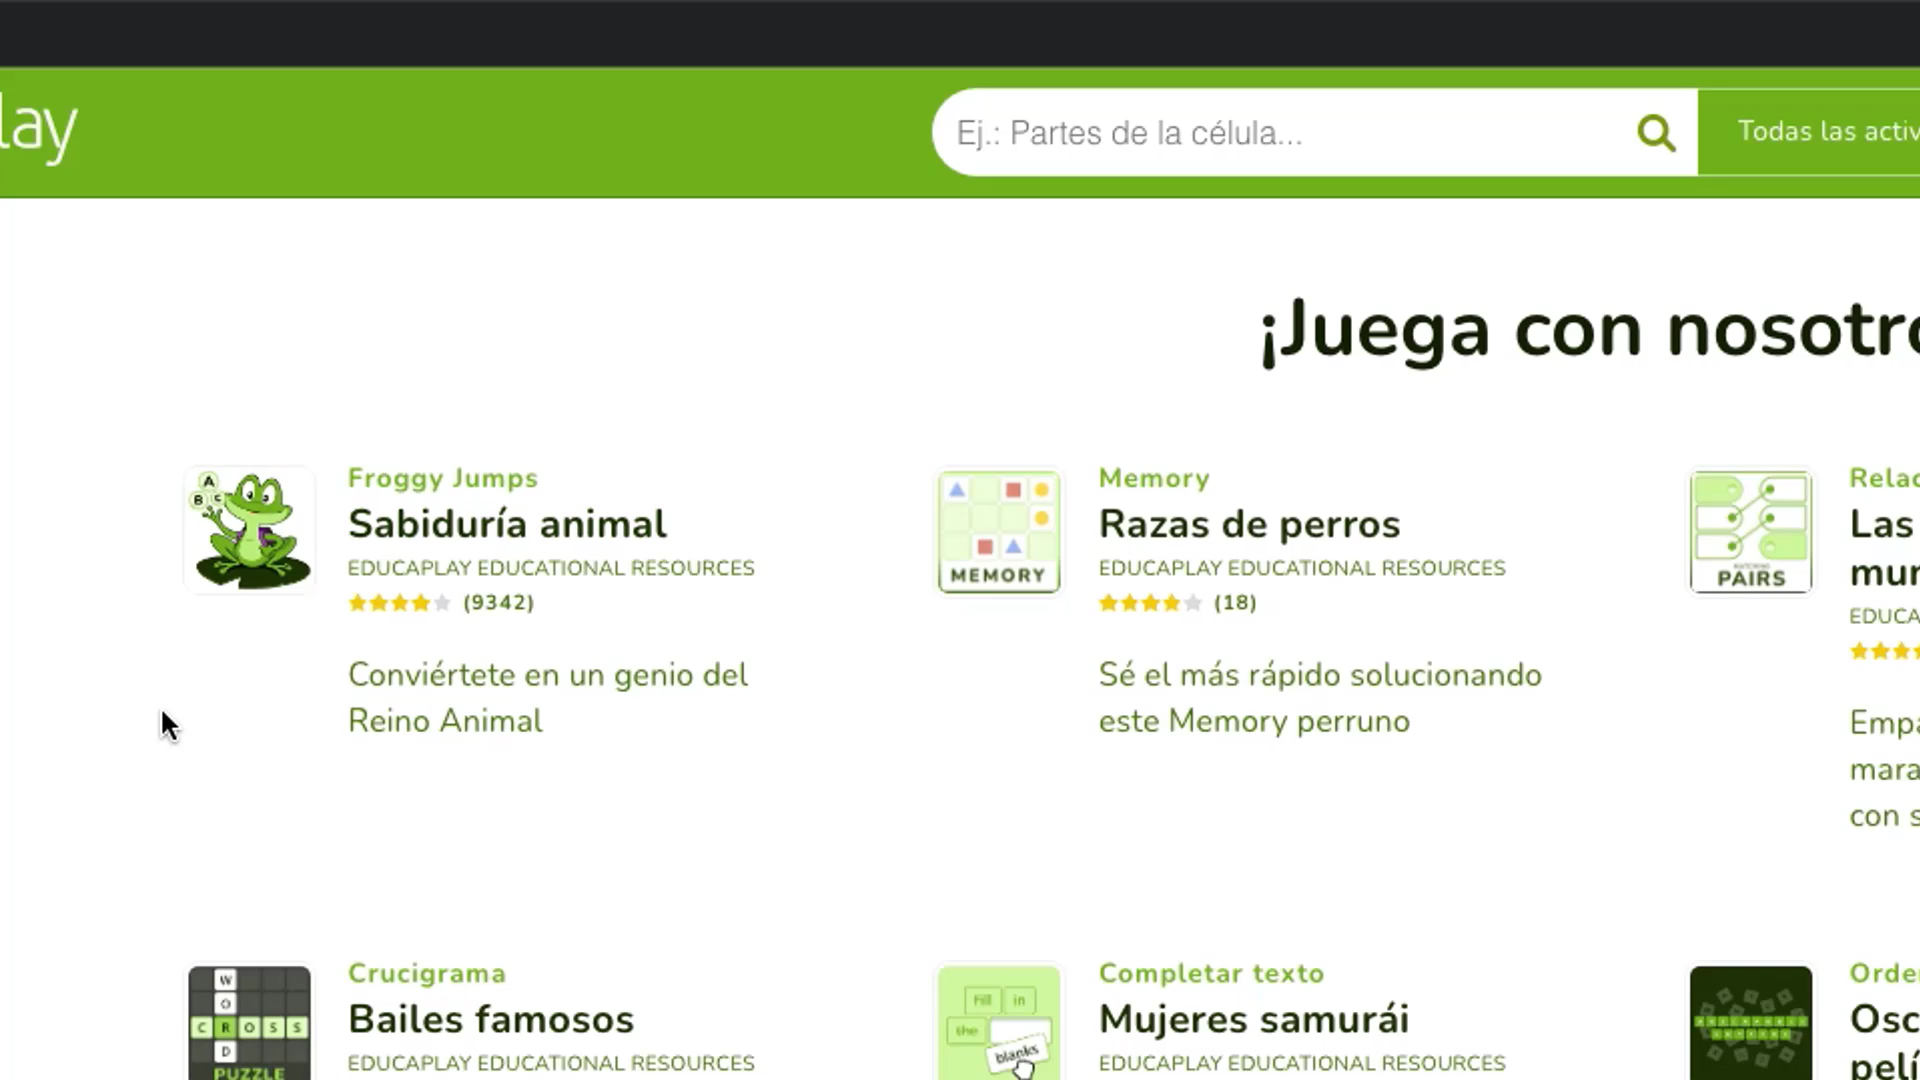 lay
Ej.: Partes de la célula...
Todas las activ
¡Juega con nosotro
Froggy Jumps
Sabiduría animal
EDUCAPLAY EDUCATIONAL RESOURCES
(9342)
Conviértete en un genio del
Reino Animal
A
B C
Memory
Razas de perros
EDUCAPLAY EDUCATIONAL RESOURCES
(18)
Sé el más rápido solucionando
este Memory perruno
MEMORY
Relac
Las
mun
EDUCA
Empa
mara
con s
PAIRS
Crucigrama
Bailes famosos
EDUCAPLAY EDUCATIONAL RESOURCES
W
O
C R O S S
D
PUZZLE
Completar texto
Mujeres samurái
EDUCAPLAY EDUCATIONAL RESOURCES
Fill in
the
blanks
Orde
Osc
pelí